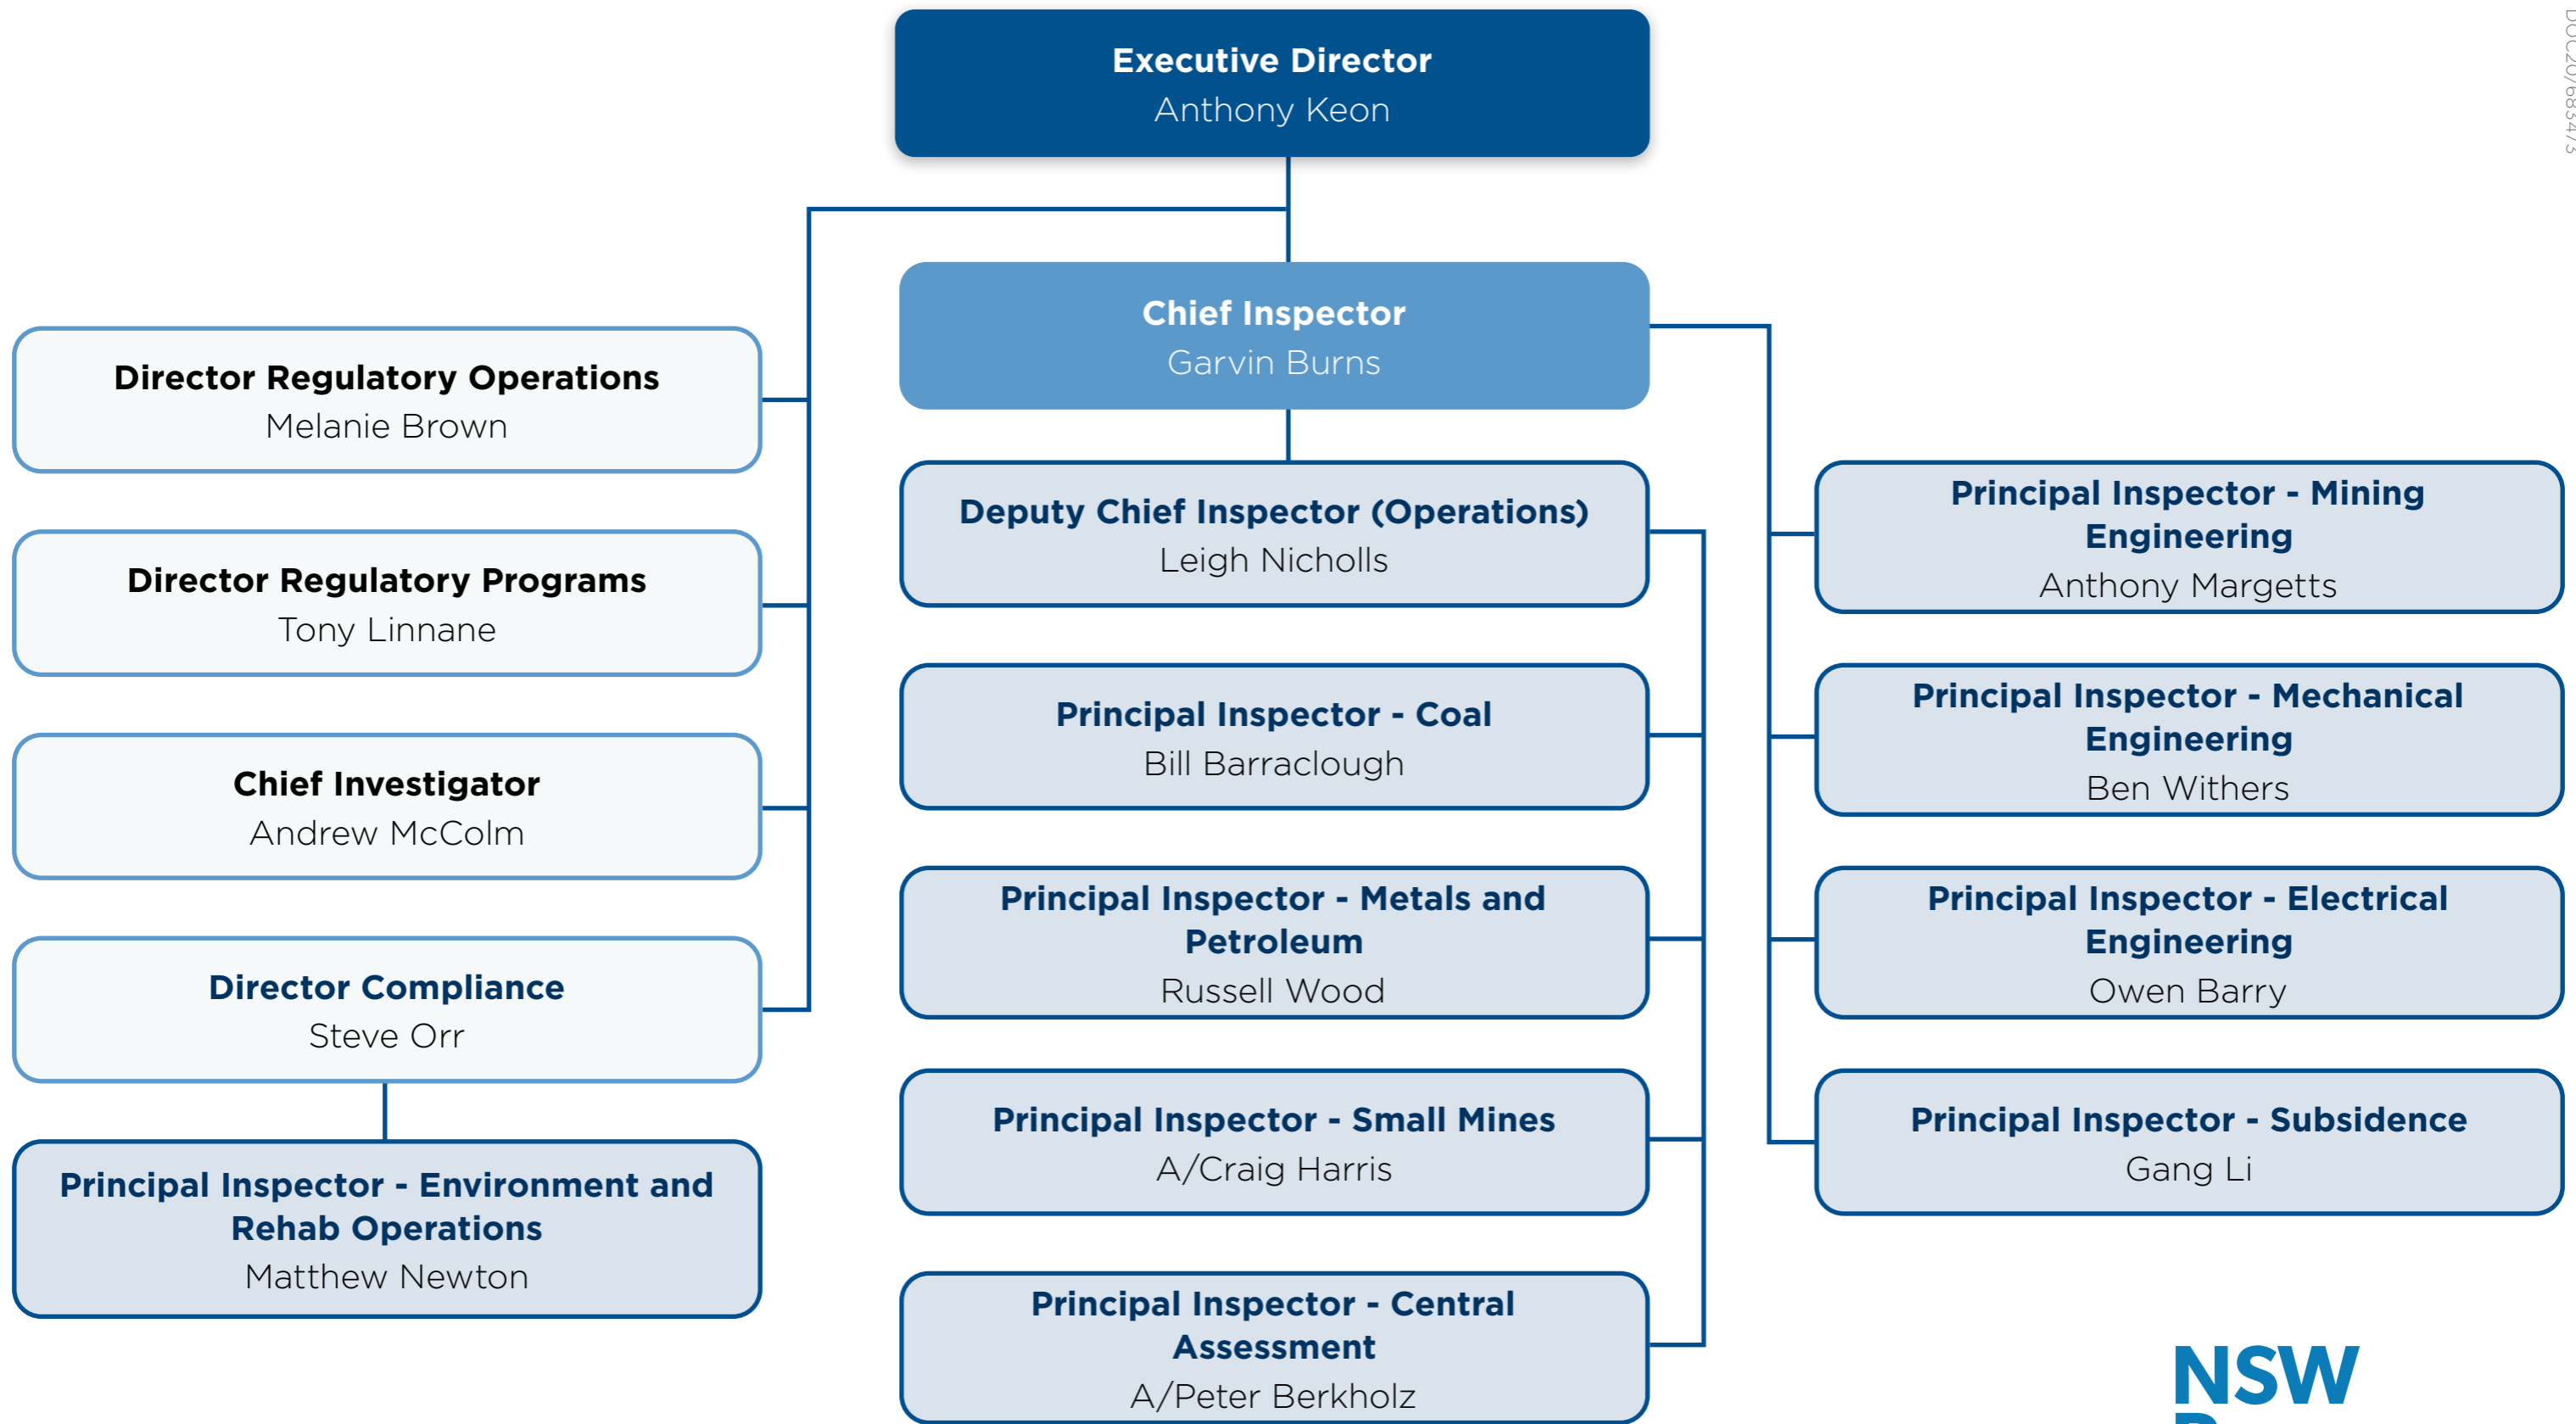 Executive Director
Anthony Keon
DOC20/683473
Chief Inspector
Garvin Burns
Director Regulatory Operations
Melanie Brown
Director Regulatory Programs
Tony Linnane
Chief Investigator
Andrew McColm
Director Compliance
Steve Orr
Principal Inspector - Environment and
Rehab Operations
Matthew Newton
Deputy Chief Inspector (Operations)
Leigh Nicholls
Principal Inspector - Coal
Bill Barraclough
Principal Inspector - Metals and
Petroleum
Russell Wood
Principal Inspector - Small Mines
A/Craig Harris
Principal Inspector - Central
Assessment
A/Peter Berkholz
Principal Inspector - Mining
Engineering
Anthony Margetts
Principal Inspector - Mechanical
Engineering
Ben Withers
Principal Inspector - Electrical
Engineering
Owen Barry
Principal Inspector - Subsidence
Gang Li
NSW